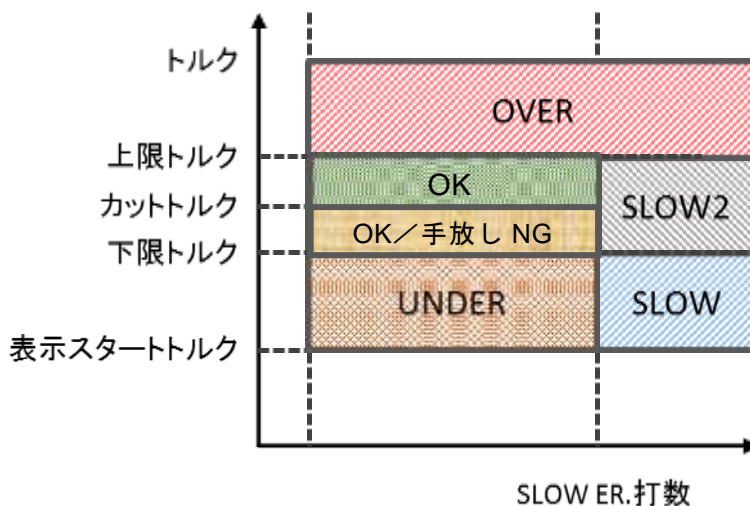 トルク
OVER
上限トルク
OK
カットトルク
SLOW2
OK／手放し NG
下限トルク
UNDER
SLOW
表示スタートトルク
SLOW ER.打数